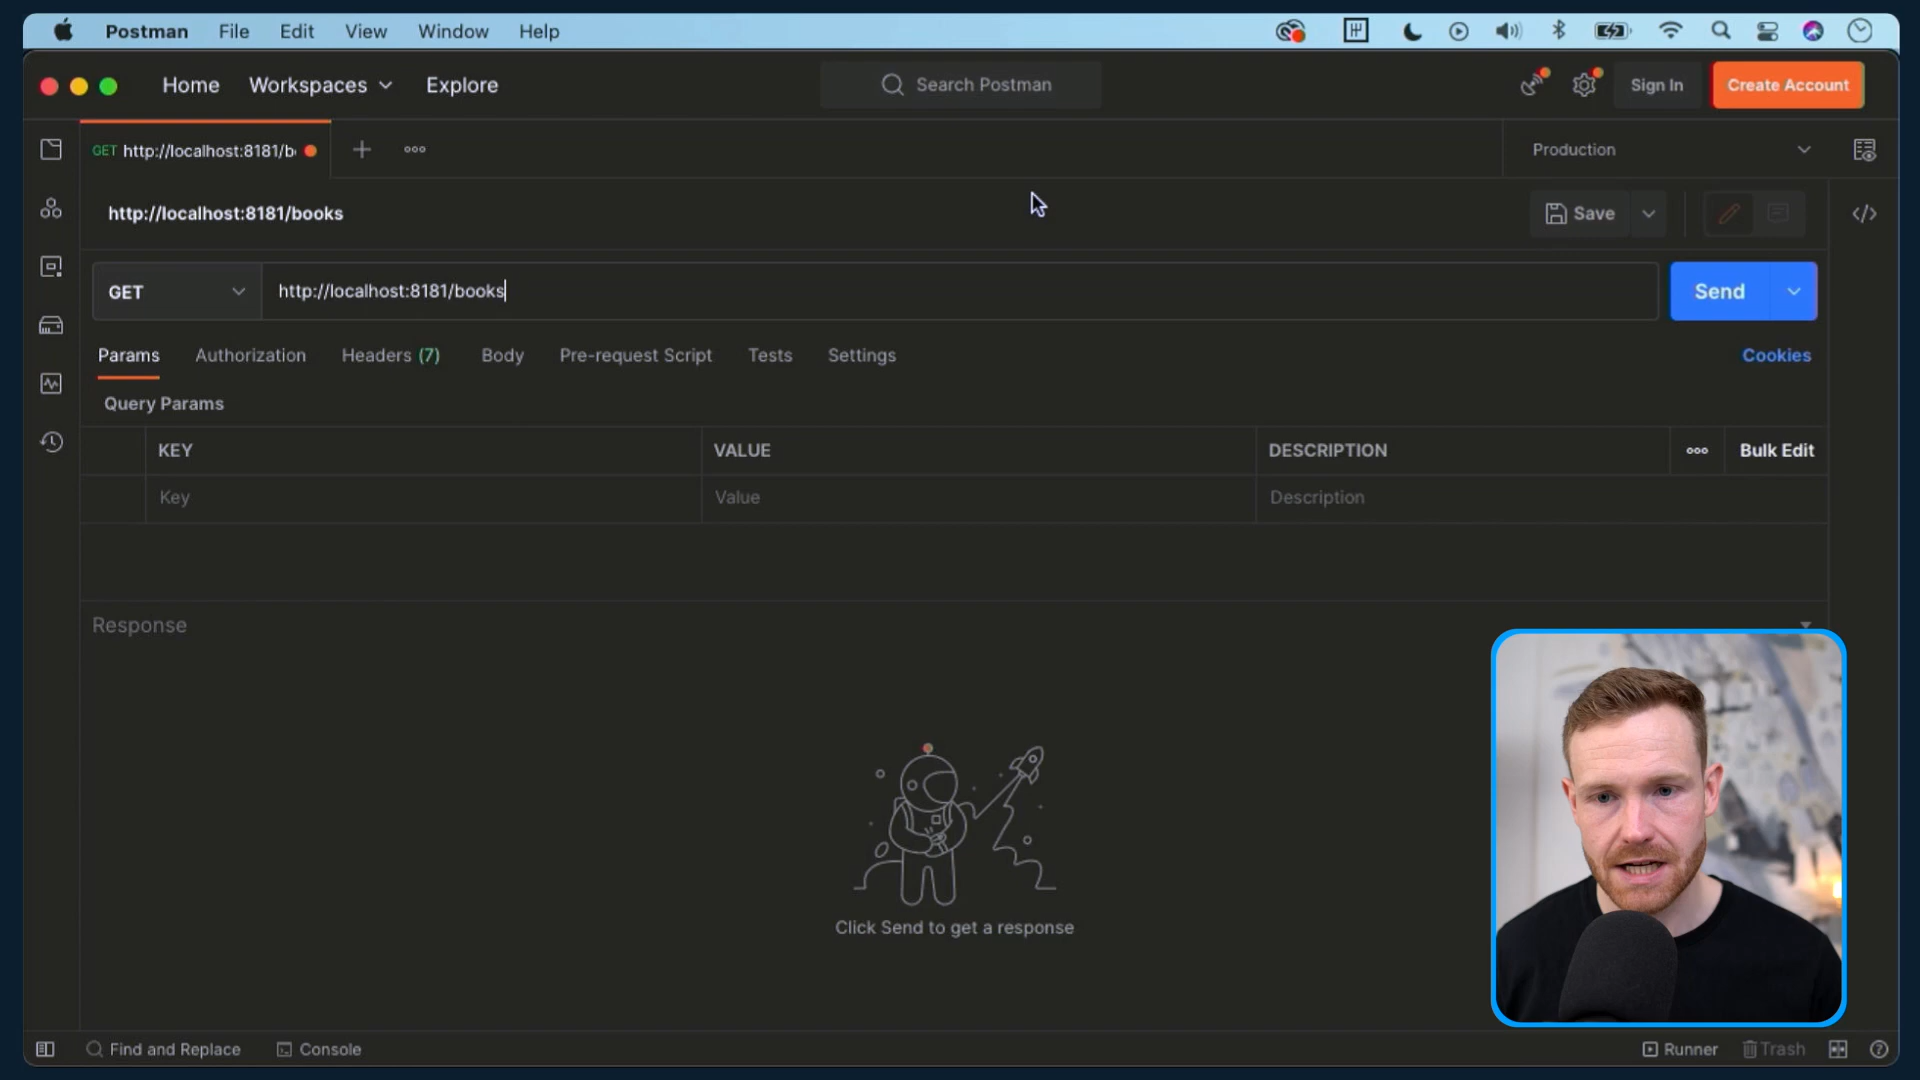 Postman File Edit View Window Help
Home Workspaces Explore Search Postman Sign In Create Account
GET http://localhost:8181/b Production
http://localhost:8181/books Save
GET http://localhost:8181/books Send
Params Authorization Headers (7) Body Pre-request Script Tests Settings Cookies
Query Params
KEY VALUE DESCRIPTION Bulk Edit
Key Value Description
Response
Click Send to get a response
Find and Replace Console Runner Trash